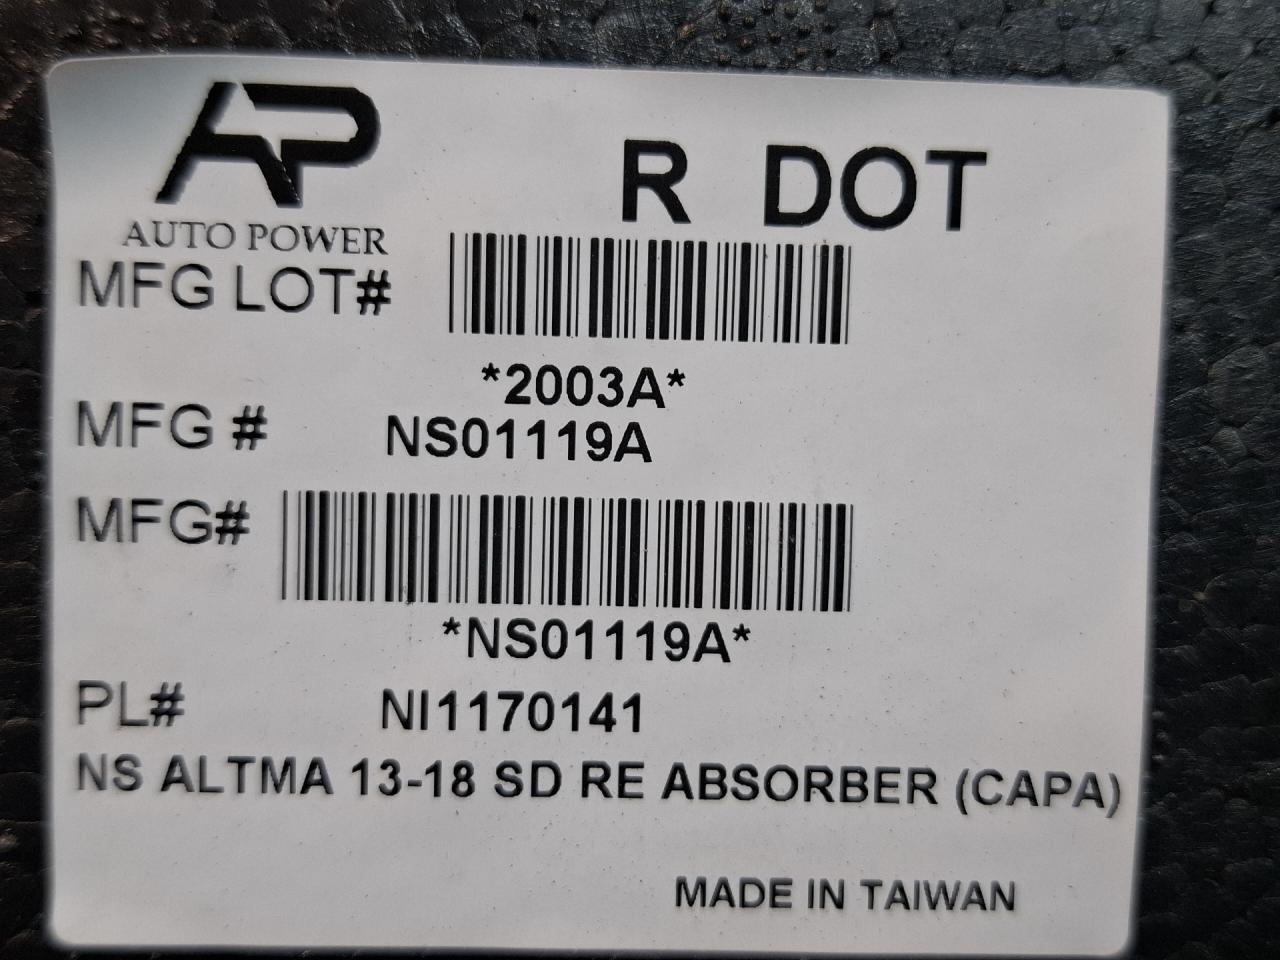 AP
R DOT
AUTO POWER
MFG LOT#
*2003A*
MFG # NS01119A
MFG#
*NS01119A*
PL# NI1170141
NS ALTMA 13-18 SD RE ABSORBER (CAPA)
MADE IN TAIWAN